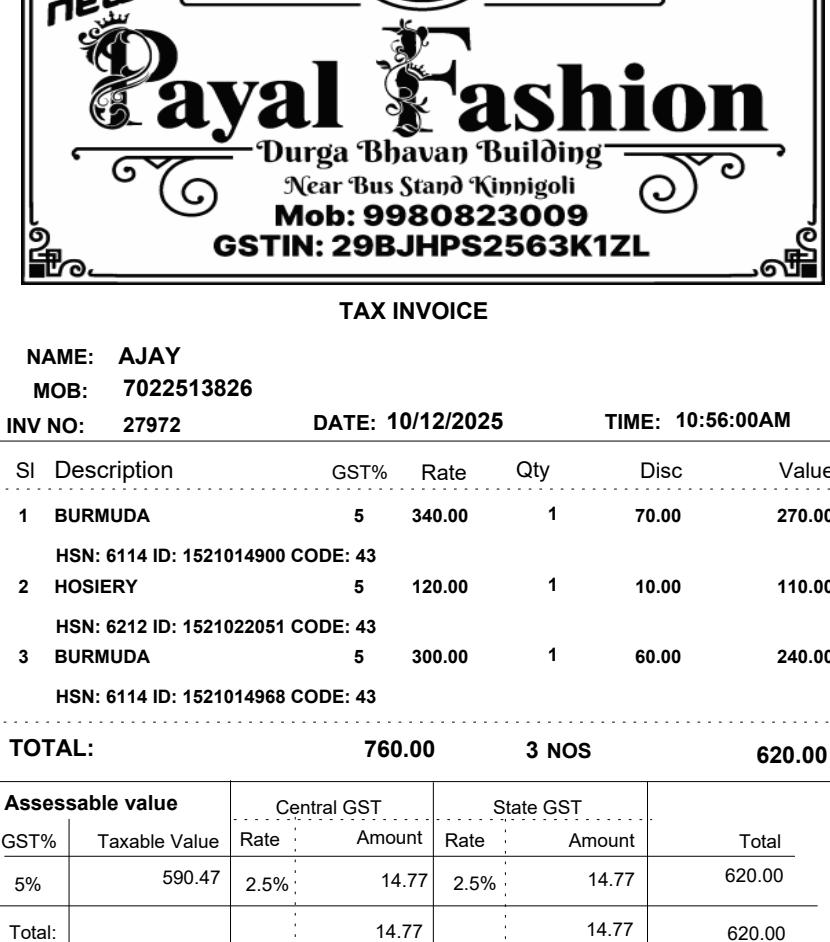 new
Payal Fashion
Durga Bhavan Building
Near Bus Stand Kinnigoli
Mob: 9980823009
GSTIN: 29BJHPS2563K1ZL
TAX INVOICE
NAME: AJAY
MOB: 7022513826
INV NO: 27972 DATE: 10/12/2025 TIME: 10:56:00AM
Sl Description GST% Rate Qty Disc Value
1 BURMUDA 5 340.00 1 70.00 270.00
HSN: 6114 ID: 1521014900 CODE: 43
2 HOSIERY 5 120.00 1 10.00 110.00
HSN: 6212 ID: 1521022051 CODE: 43
3 BURMUDA 5 300.00 1 60.00 240.00
HSN: 6114 ID: 1521014968 CODE: 43
TOTAL: 760.00 3 NOS 620.00
Assessable value Central GST State GST
GST% Taxable Value Rate Amount Rate Amount Total
5% 590.47 2.5% 14.77 2.5% 14.77 620.00
Total: 14.77 14.77 620.00